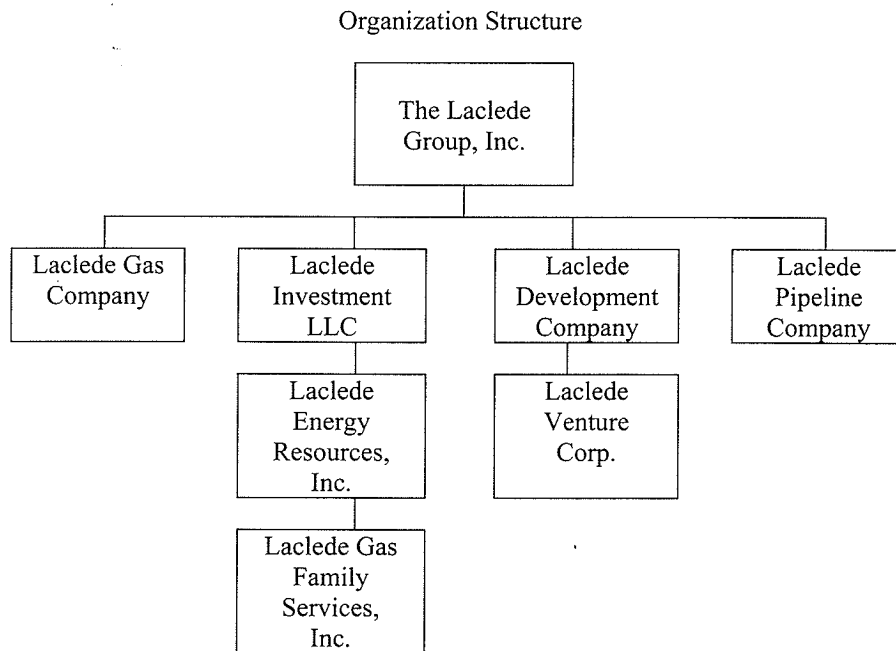 Organization Structure
The Laclede
Group, Inc.
Laclede Gas
Company
Laclede
Investment
LLC
Laclede
Development
Company
Laclede
Pipeline
Company
Laclede
Energy
Resources,
Inc.
Laclede
Venture
Corp.
Laclede Gas
Family
Services,
Inc.